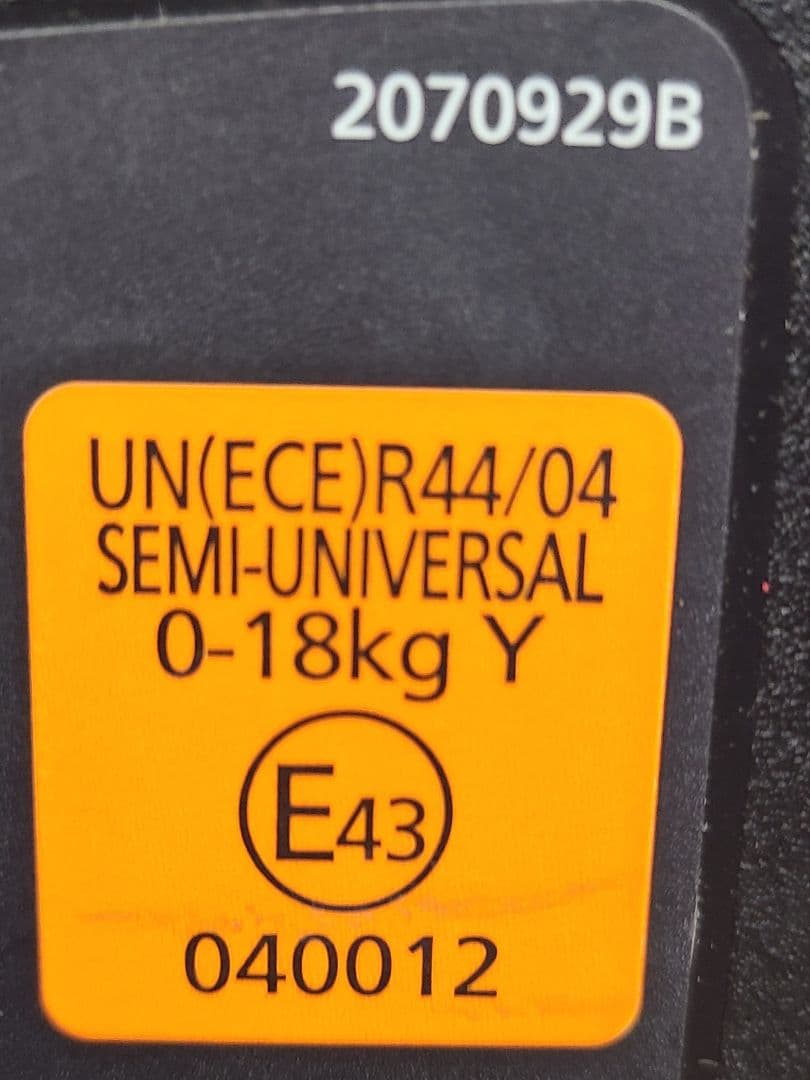 2070929B
UN(ECE)R44/04
SEMI-UNIVERSAL
0-18kg Y
E43
040012